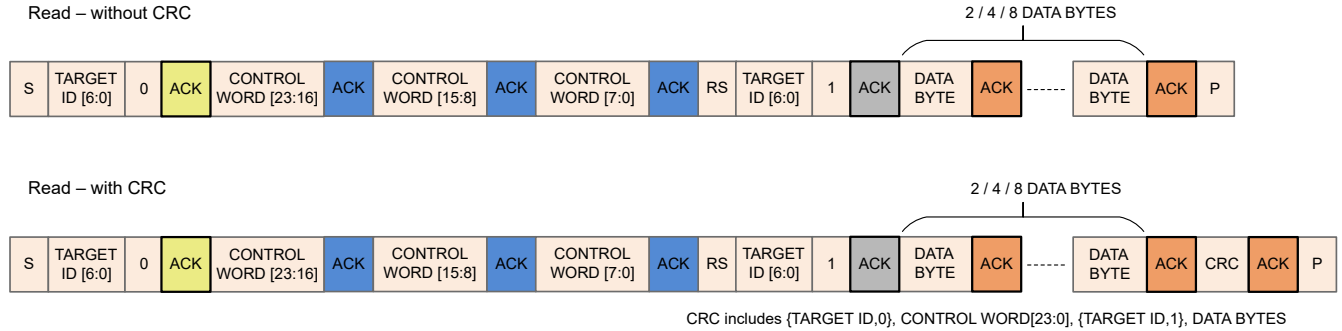 Read – without CRC
2 / 4 / 8 DATA BYTES
S TARGET ID [6:0] 0 ACK CONTROL WORD [23:16] ACK CONTROL WORD [15:8] ACK CONTROL WORD [7:0] ACK RS TARGET ID [6:0] 1 ACK DATA BYTE ACK ------ DATA BYTE ACK P
Read – with CRC
2 / 4 / 8 DATA BYTES
S TARGET ID [6:0] 0 ACK CONTROL WORD [23:16] ACK CONTROL WORD [15:8] ACK CONTROL WORD [7:0] ACK RS TARGET ID [6:0] 1 ACK DATA BYTE ACK ------ DATA BYTE ACK CRC ACK P
CRC includes {TARGET ID,0}, CONTROL WORD[23:0], {TARGET ID,1}, DATA BYTES